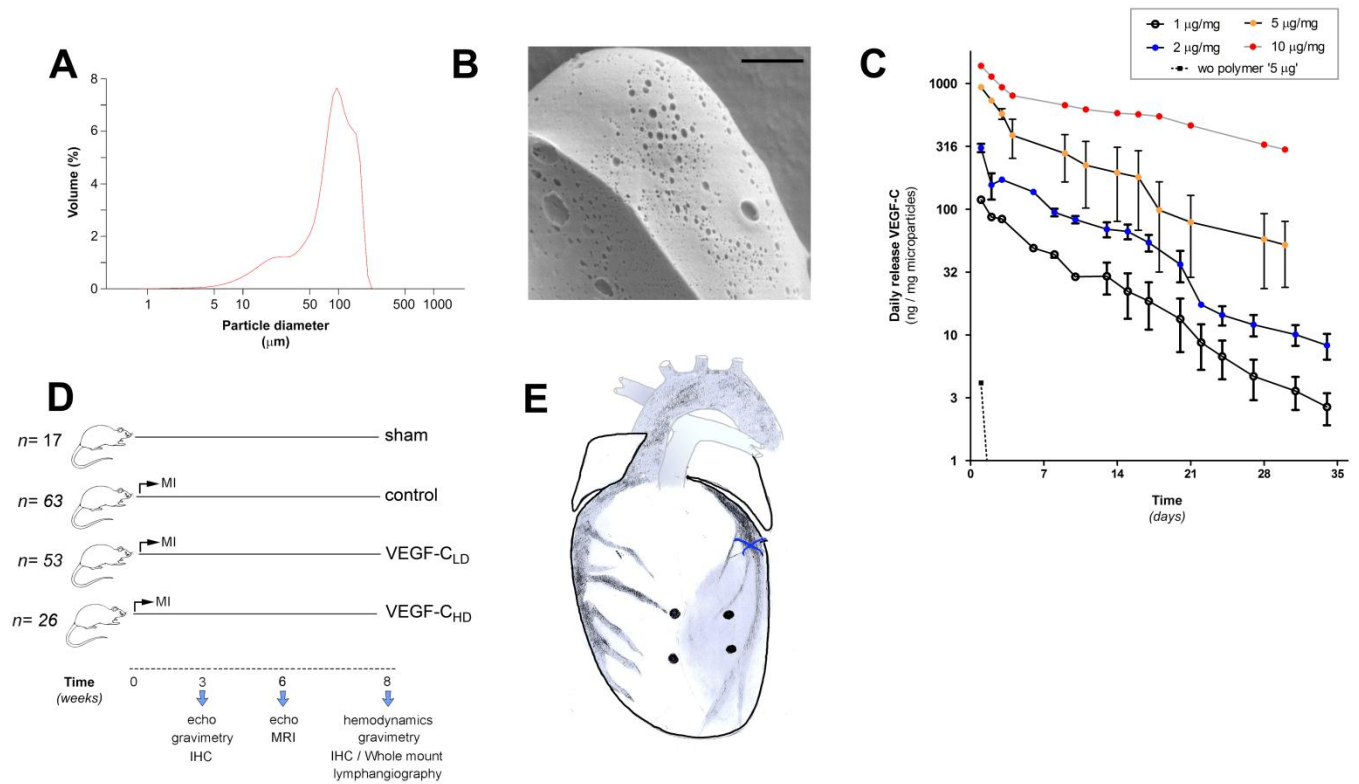 A
Volume (%)
8
6
4
2
0
1
5
10
50
100
500
1000
Particle diameter
(μm)
B
C
1 μg/mg
5 μg/mg
2 μg/mg
10 μg/mg
wo polymer '5 μg'
Daily release VEGF-C
(ng / mg microparticles)
1000
316
100
32
10
3
1
0
7
14
21
28
35
Time
(days)
D
n= 17
sham
n= 63
MI
control
n= 53
MI
VEGF-CLD
n= 26
MI
VEGF-CHD
Time
(weeks)
0
3
6
8
echo
gravimetry
IHC
echo
MRI
hemodynamics
gravimetry
IHC / Whole mount
lymphangiography
E